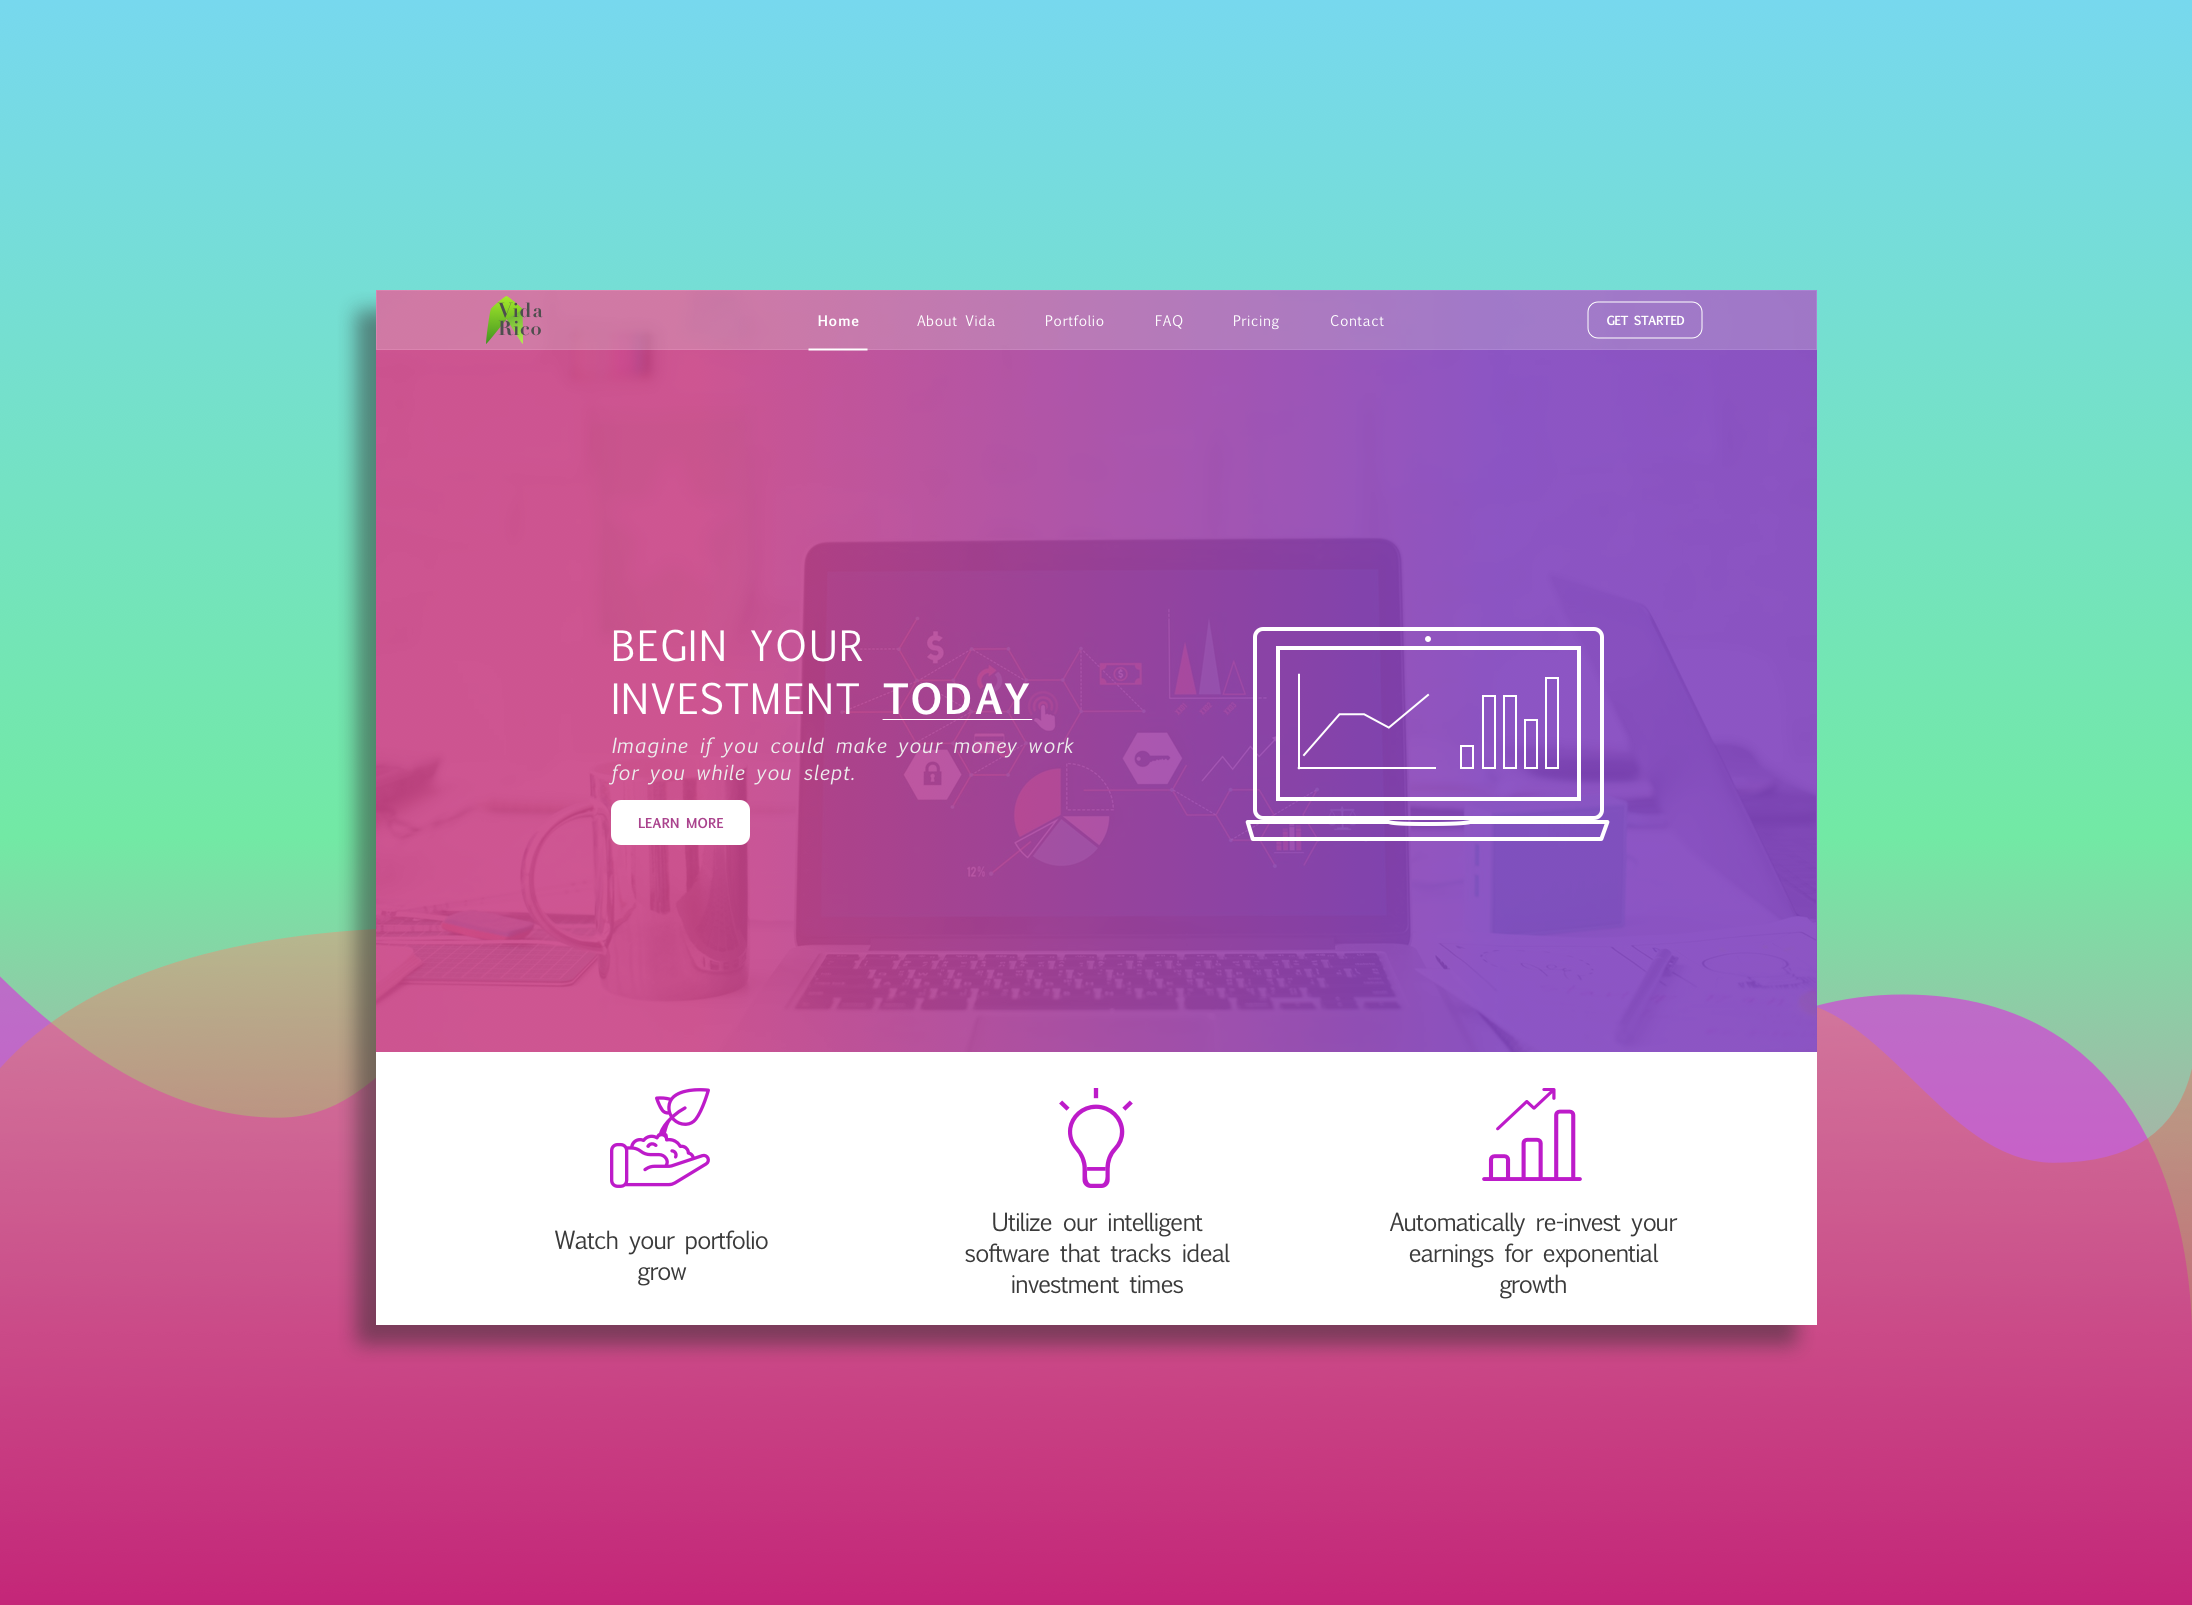 Vida
Rico
Home
About Vida
Portfolio
FAQ
Pricing
Contact
GET STARTED
BEGIN YOUR
INVESTMENT TODAY
Imagine if you could make your money work
for you while you slept.
LEARN MORE
12%
Watch your portfolio
grow
Utilize our intelligent
software that tracks ideal
investment times
Automatically re-invest your
earnings for exponential
growth